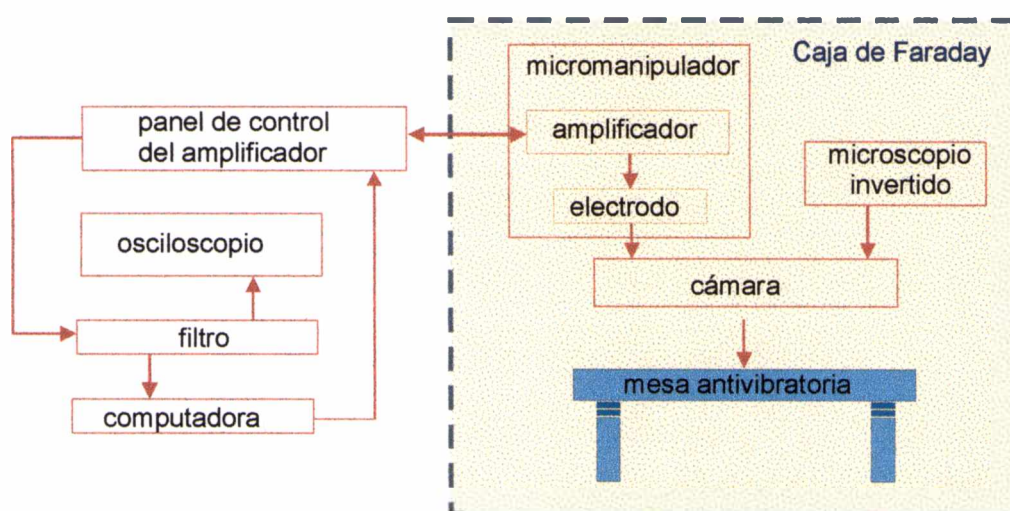 Caja de Faraday
micromanipulador
panel de control
del amplificador
amplificador
microscopio
invertido
electrodo
osciloscopio
cámara
filtro
mesa antivibratoria
computadora